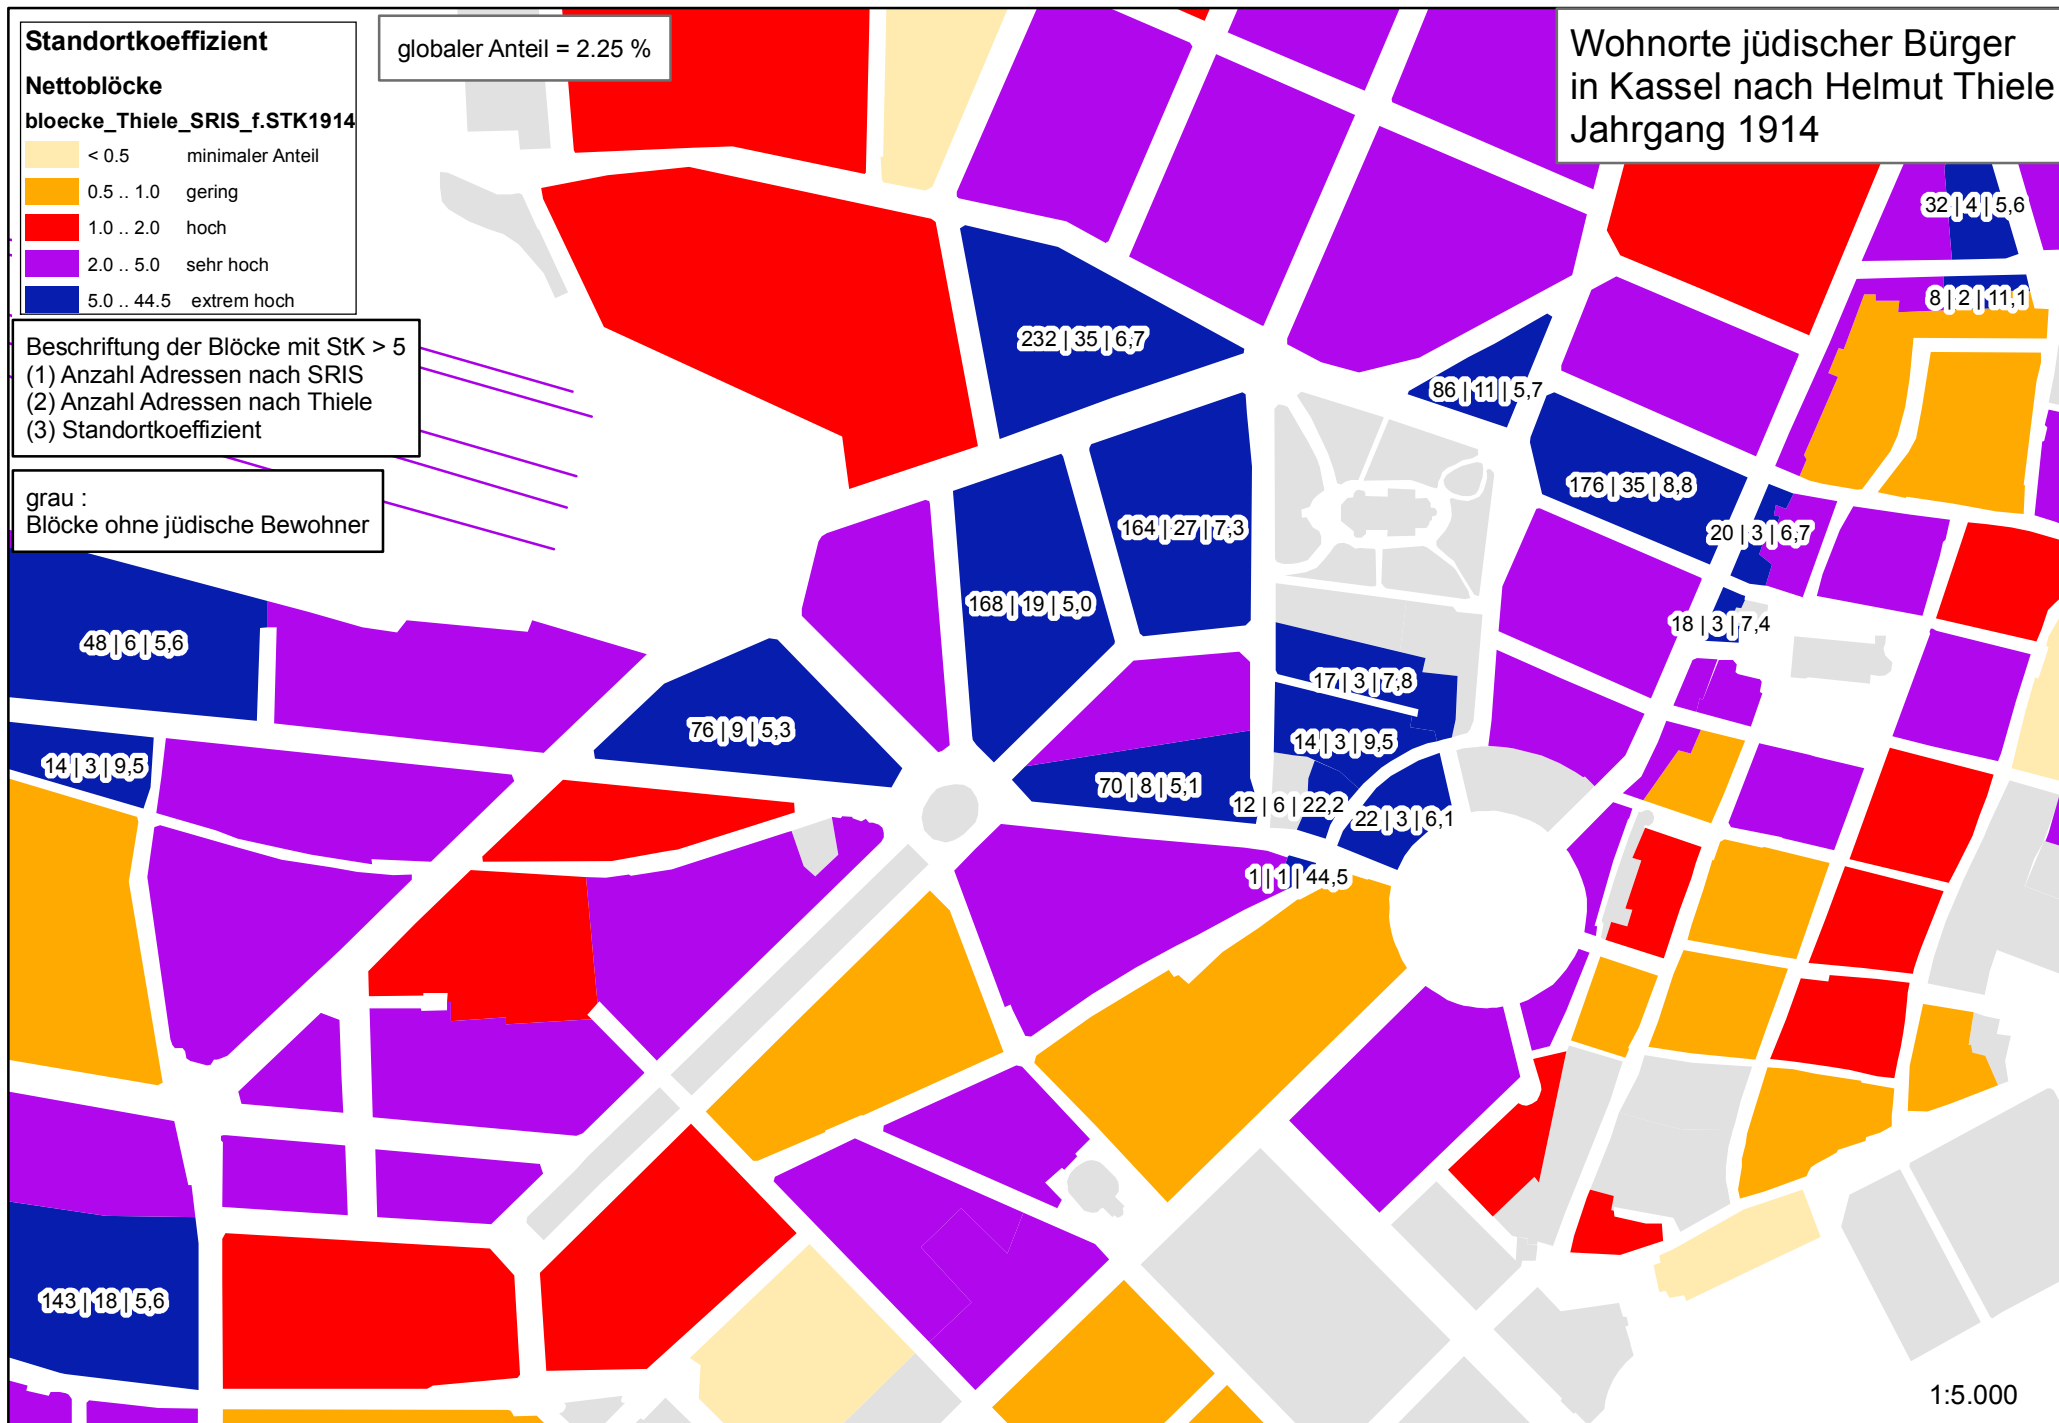 Standortkoeffizient
Nettoblöcke
bloecke_Thiele_SRIS_f.STK1914
< 0.5 minimaler Anteil
0.5 .. 1.0 gering
1.0 .. 2.0 hoch
2.0 .. 5.0 sehr hoch
5.0 .. 44.5 extrem hoch
globaler Anteil = 2.25 %
Wohnorte jüdischer Bürger
in Kassel nach Helmut Thiele
Jahrgang 1914
Beschriftung der Blöcke mit StK > 5
(1) Anzahl Adressen nach SRIS
(2) Anzahl Adressen nach Thiele
(3) Standortkoeffizient
grau :
Blöcke ohne jüdische Bewohner
32 | 4 | 5,6
8 | 2 | 11,1
232 | 35 | 6,7
86 | 11 | 5,7
176 | 35 | 8,8
164 | 27 | 7,3
20 | 3 | 6,7
168 | 19 | 5,0
18 | 3 | 7,4
48 | 6 | 5,6
17 | 3 | 7,8
76 | 9 | 5,3
14 | 3 | 9,5
14 | 3 | 9,5
70 | 8 | 5,1
12 | 6 | 22,2
22 | 3 | 6,1
1 | 1 | 44,5
143 | 18 | 5,6
1:5.000